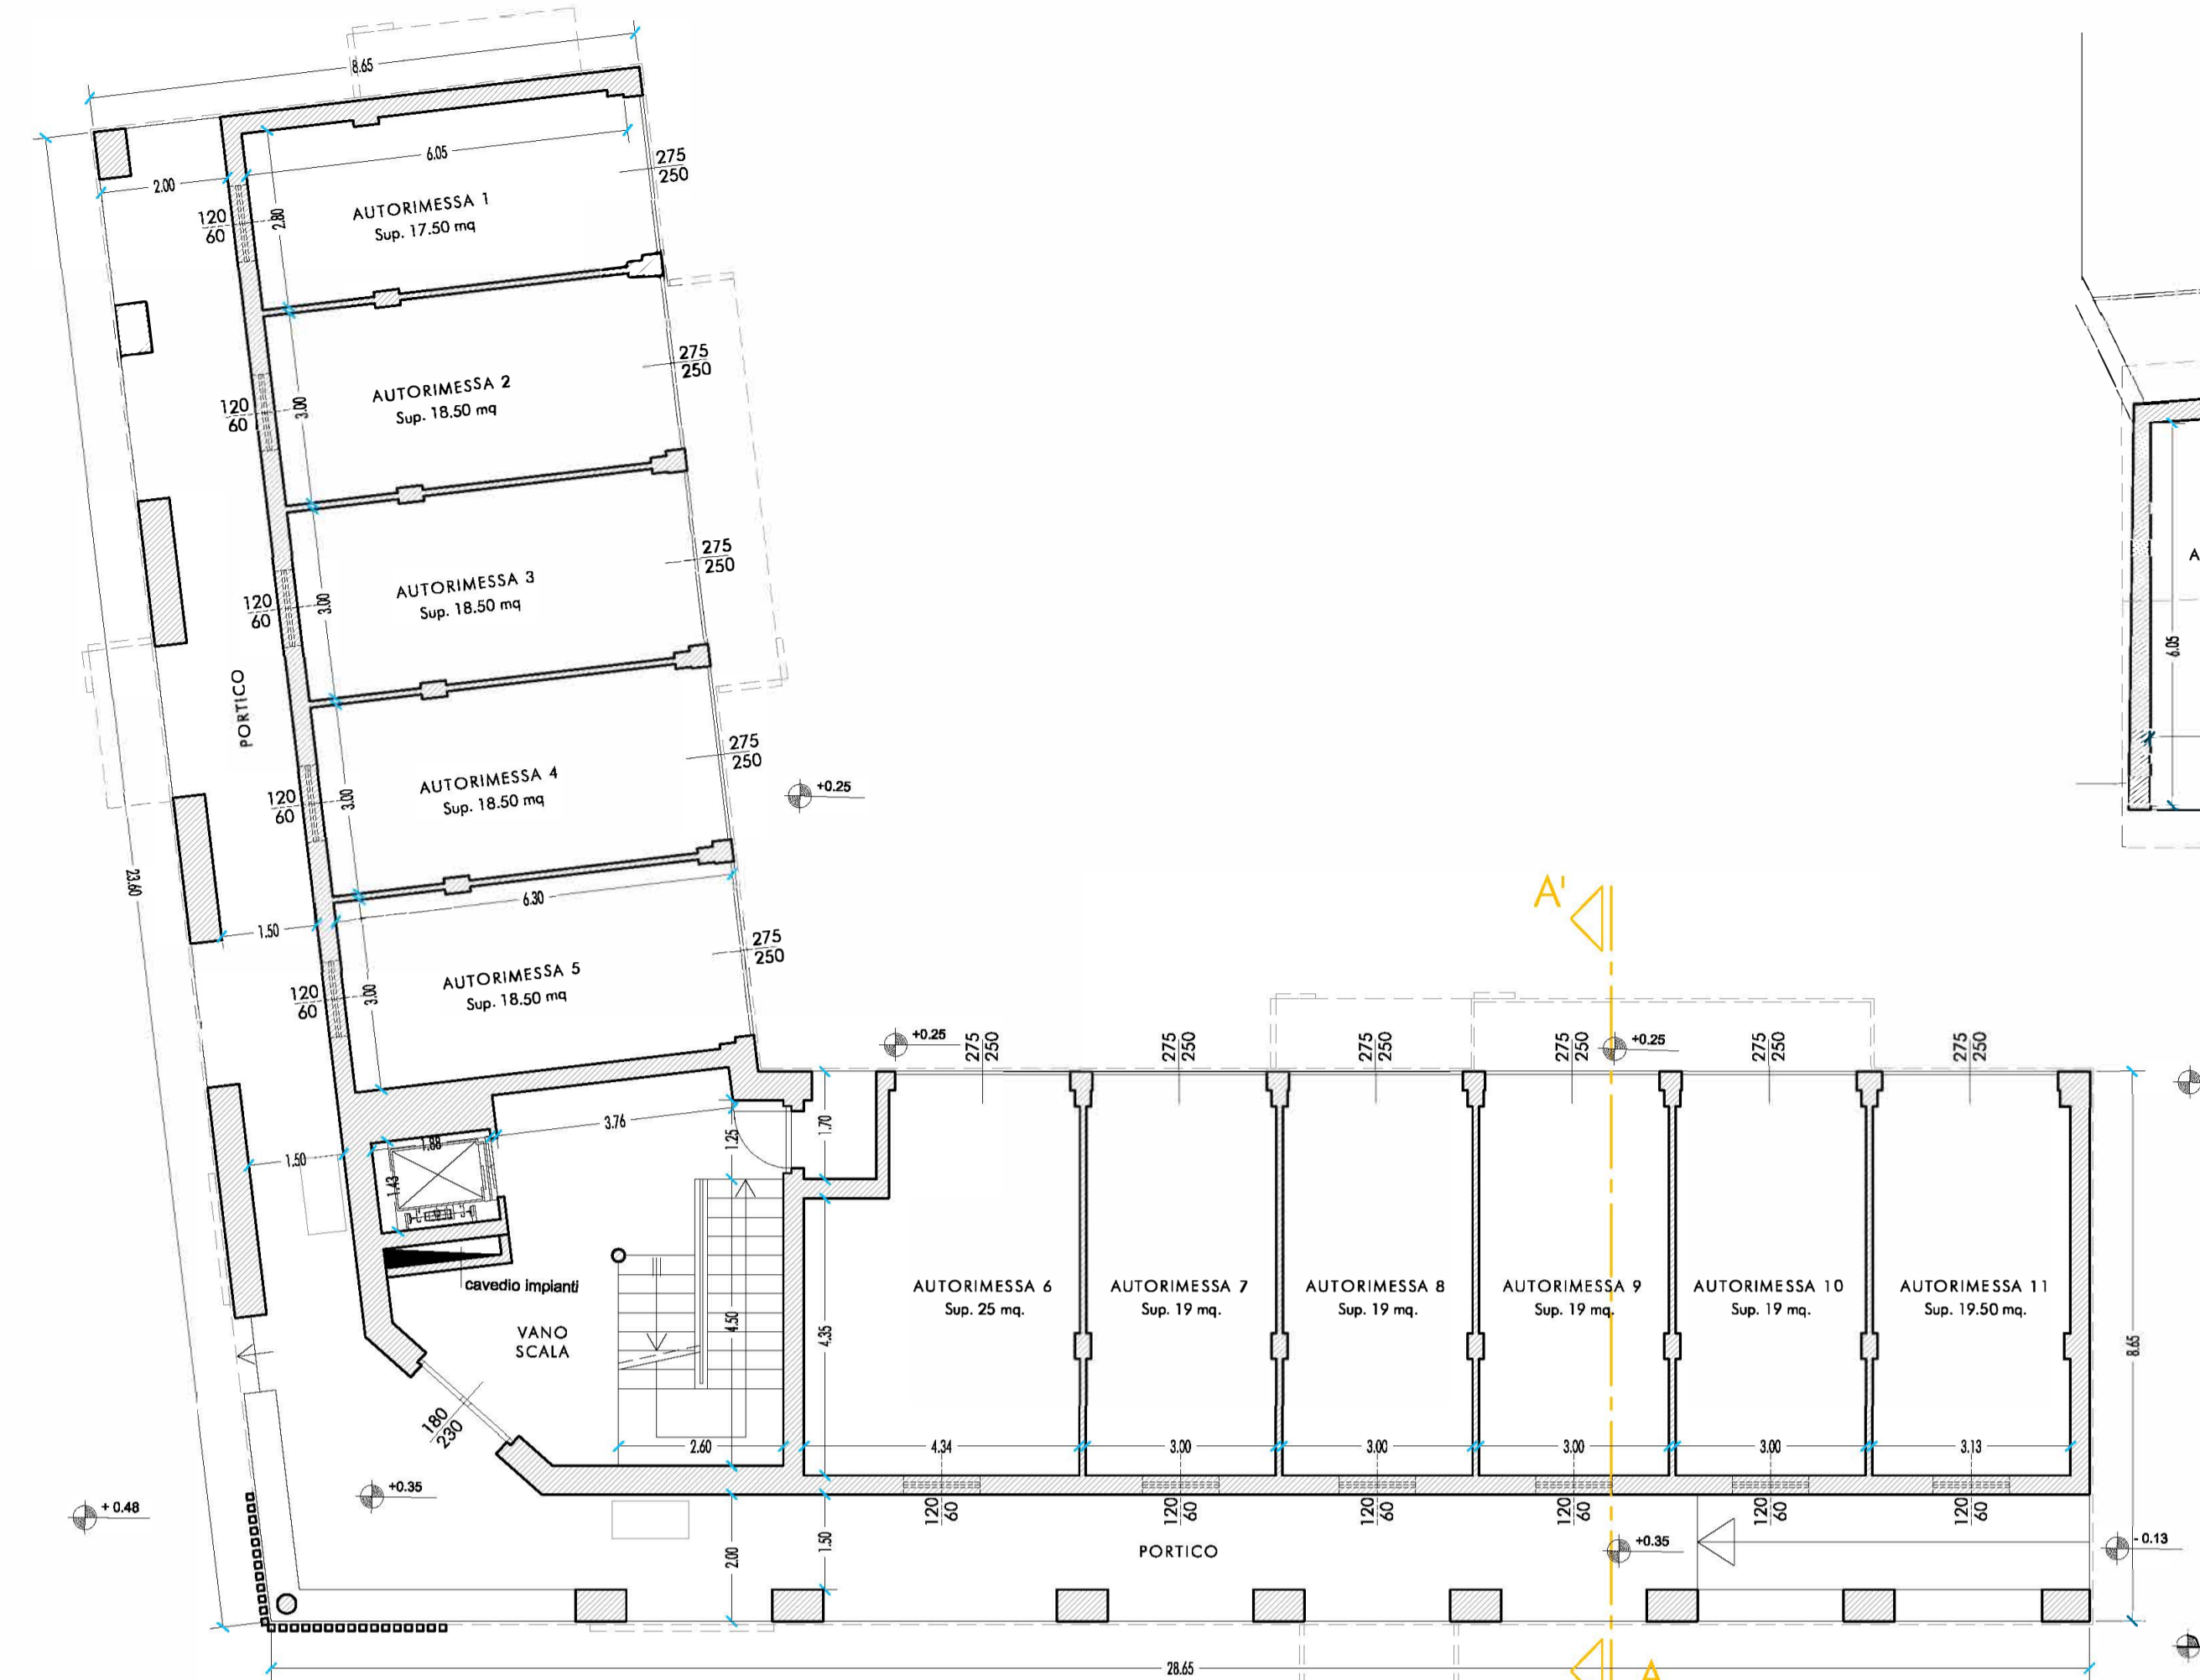 8.65
6.05
2.00
275
250
120
60
2.80
AUTORIMESSA 1
Sup. 17.50 mq
275
250
120
60
3.00
AUTORIMESSA 2
Sup. 18.50 mq
275
250
120
60
3.00
AUTORIMESSA 3
Sup. 18.50 mq
PORTICO
275
250
120
60
3.00
AUTORIMESSA 4
Sup. 18.50 mq
+0.25
23.60
6.30
1.50
275
250
120
60
3.00
AUTORIMESSA 5
Sup. 18.50 mq
A
6.05
A'
+0.25
275
250
275
250
275
250
275
250
+0.25
275
250
275
250
3.76
1.25
1.70
1.88
1.43
1.50
cavedio impianti
VANO
SCALA
4.50
4.35
AUTORIMESSA 6
Sup. 25 mq.
AUTORIMESSA 7
Sup. 19 mq.
AUTORIMESSA 8
Sup. 19 mq.
AUTORIMESSA 9
Sup. 19 mq.
AUTORIMESSA 10
Sup. 19 mq.
AUTORIMESSA 11
Sup. 19.50 mq.
8.65
180
230
2.60
4.34
3.00
3.00
3.00
3.00
3.13
+0.35
+ 0.48
120
60
120
60
120
60
120
60
120
60
120
60
2.00
1.50
PORTICO
+0.35
- 0.13
28.65
A